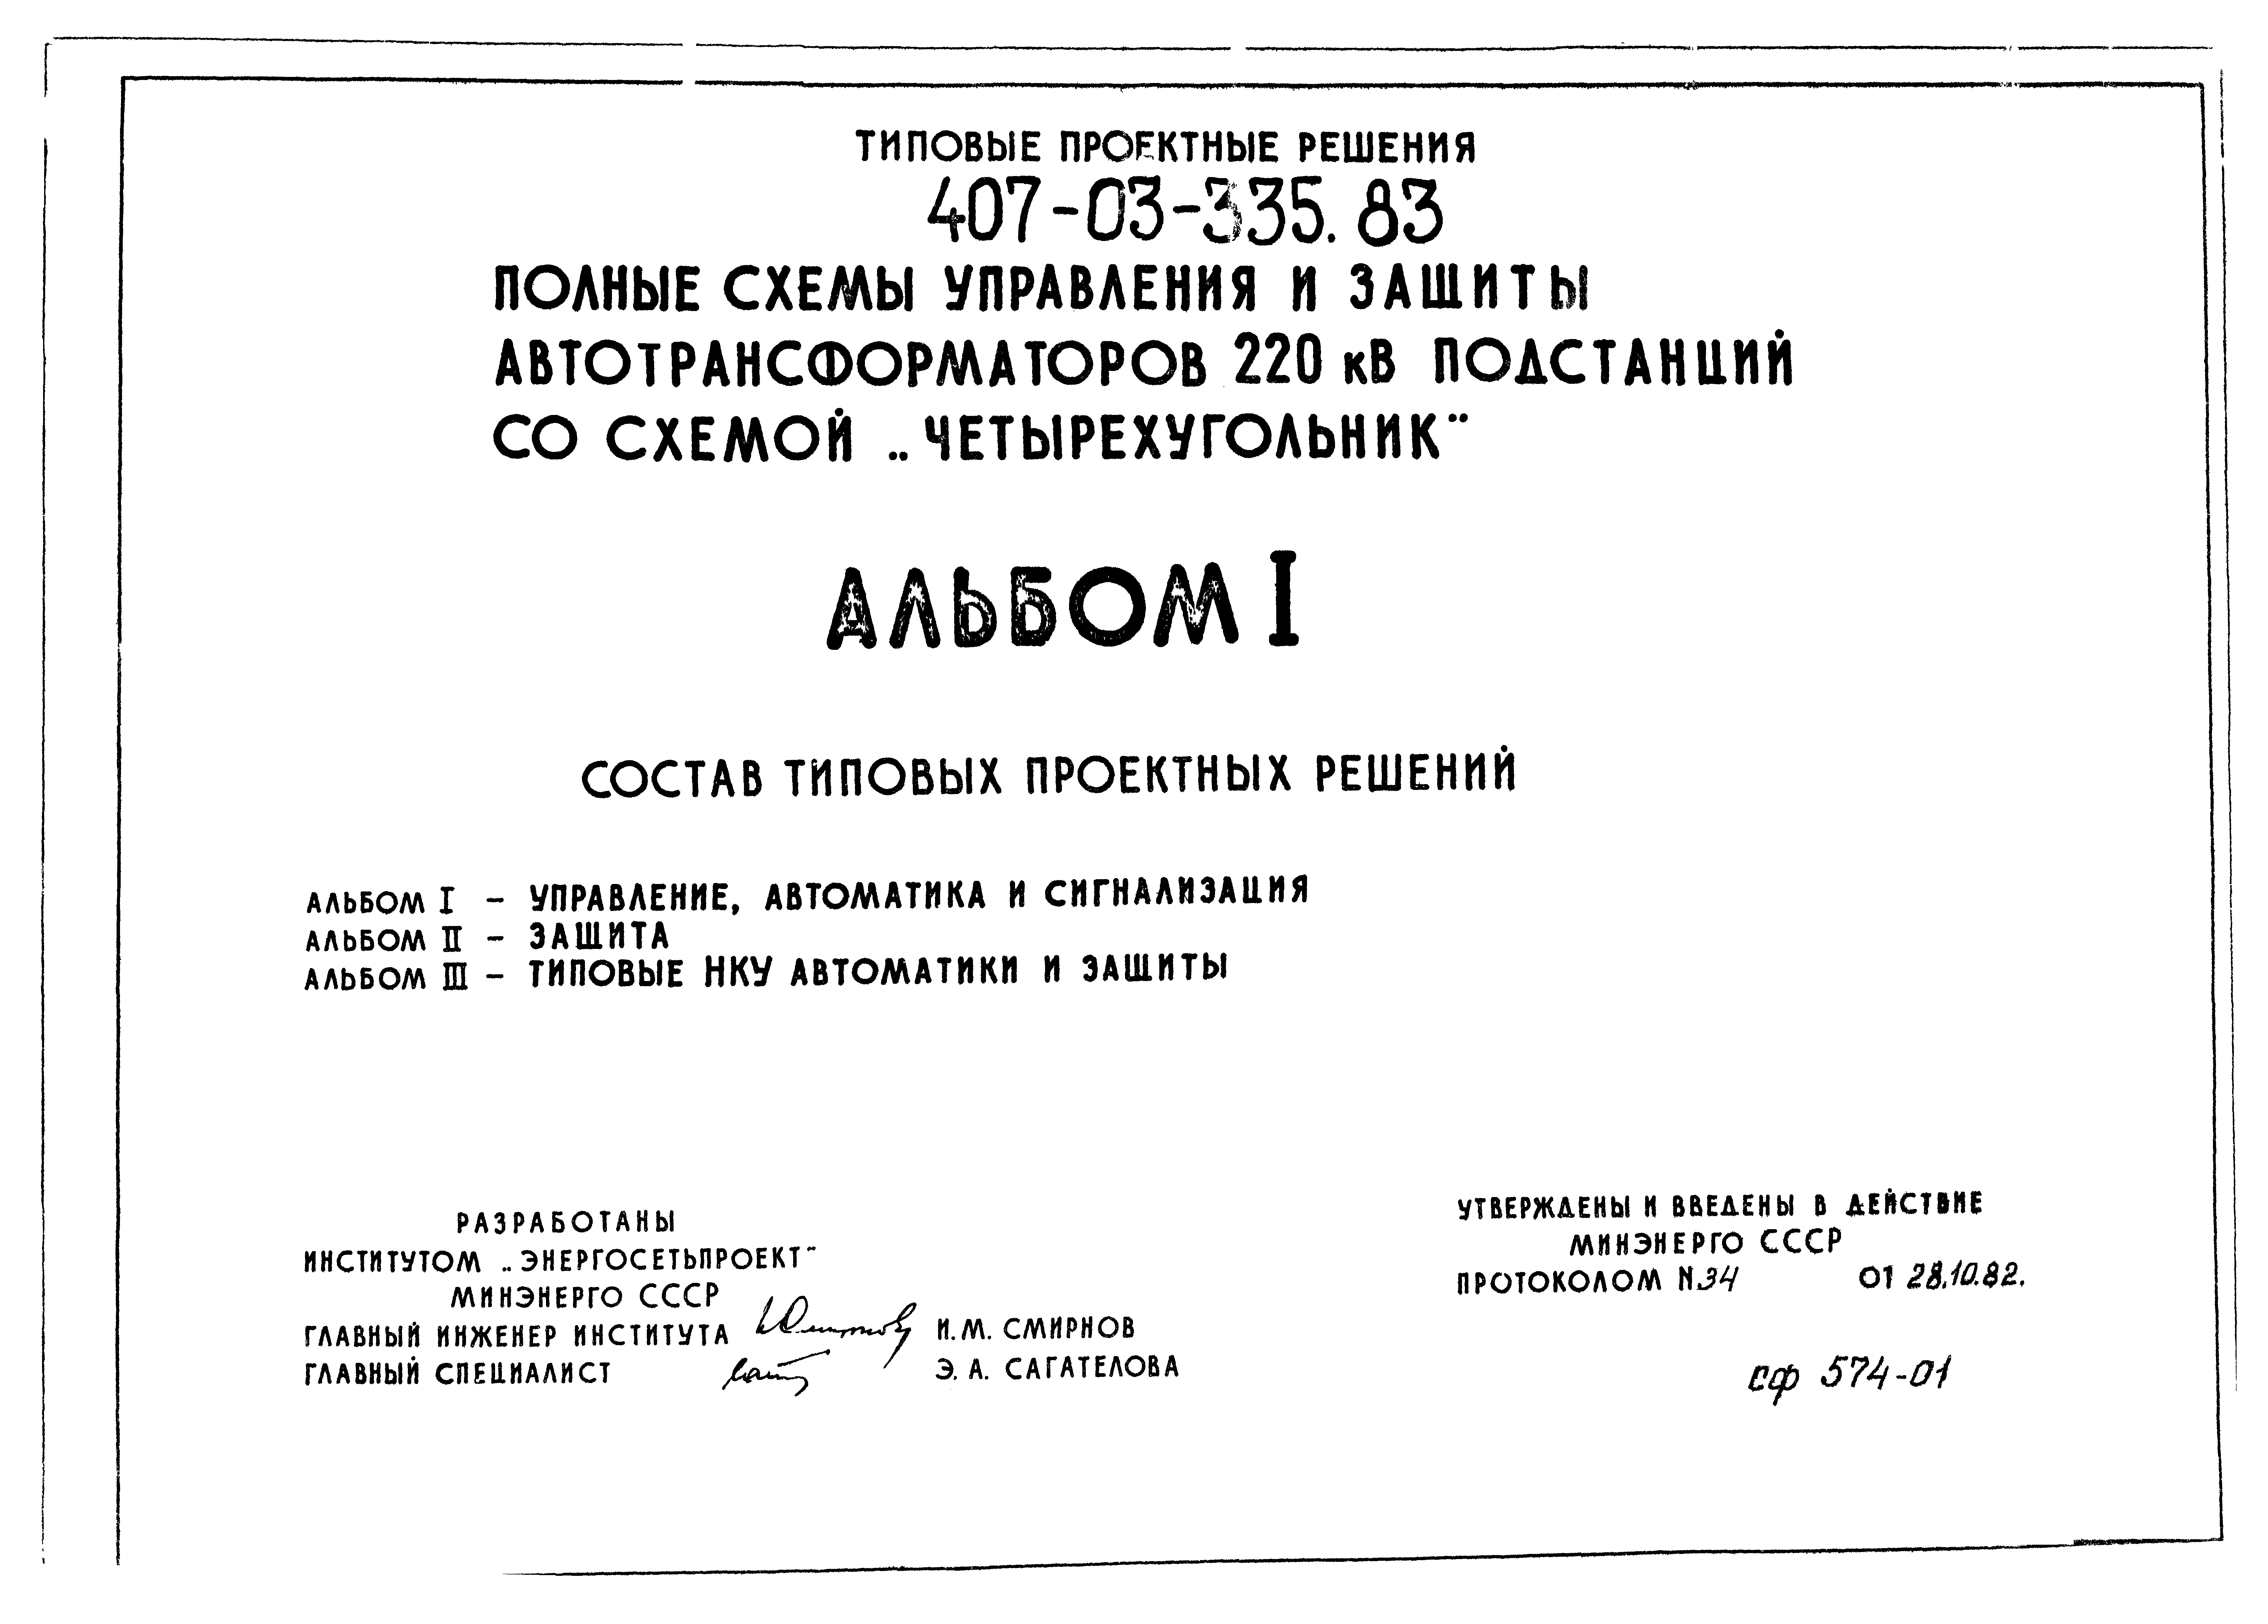 ТИПОВЫЕ ПРОЕКТНЫЕ РЕШЕНИЯ
407-03-335.83
ПОЛНЫЕ СХЕМЫ УПРАВЛЕНИЯ И ЗАЩИТЫ
АВТОТРАНСФОРМАТОРОВ 220 кВ ПОДСТАНЦИЙ
СО СХЕМОЙ „ЧЕТЫРЕХУГОЛЬНИК"
АЛЬБОМ I
СОСТАВ ТИПОВЫХ ПРОЕКТНЫХ РЕШЕНИЙ
АЛЬБОМ I – УПРАВЛЕНИЕ, АВТОМАТИКА И СИГНАЛИЗАЦИЯ
АЛЬБОМ II – ЗАЩИТА
АЛЬБОМ III – ТИПОВЫЕ НКУ АВТОМАТИКИ И ЗАЩИТЫ
РАЗРАБОТАНЫ
ИНСТИТУТОМ „ЭНЕРГОСЕТЬПРОЕКТ"
МИНЭНЕРГО СССР
ГЛАВНЫЙ ИНЖЕНЕР ИНСТИТУТА И.М. СМИРНОВ
ГЛАВНЫЙ СПЕЦИАЛИСТ Э.А. САГАТЕЛОВА
УТВЕРЖДЕНЫ И ВВЕДЕНЫ В ДЕЙСТВИЕ
МИНЭНЕРГО СССР
ПРОТОКОЛОМ N34 ОТ 28.10.82.
СФ 574-01